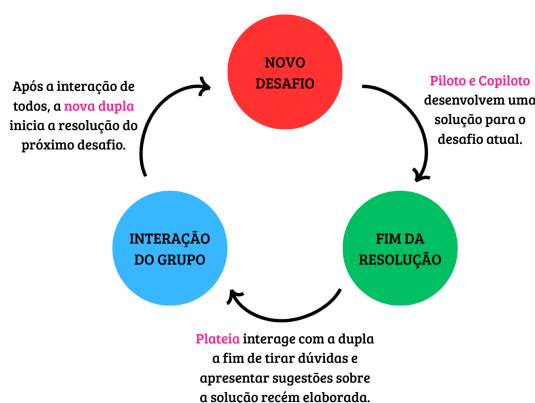 NOVO
DESAFIO
Piloto e Copiloto
desenvolvem uma
solução para o
desafio atual.
FIM DA
RESOLUÇÃO
Plateia interage com a dupla
a fim de tirar dúvidas e
apresentar sugestões sobre
a solução recém elaborada.
INTERAÇÃO
DO GRUPO
Após a interação de
todos, a nova dupla
inicia a resolução do
próximo desafio.